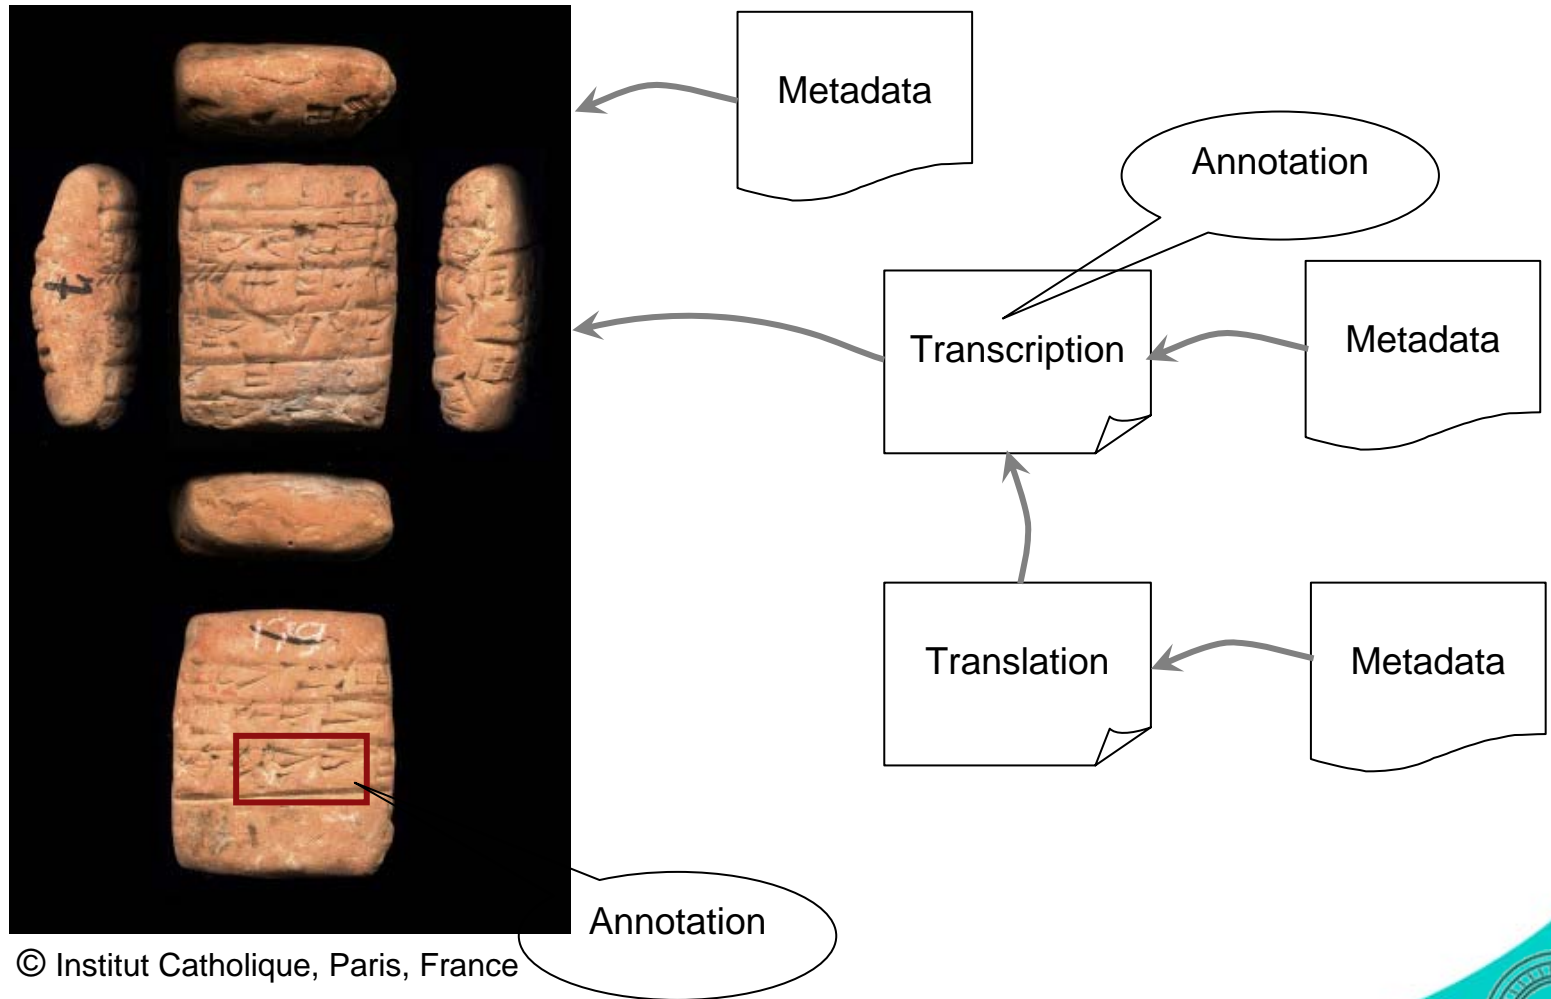 Metadata
Annotation
Transcription
Metadata
Translation
Metadata
Annotation
© Institut Catholique, Paris, France